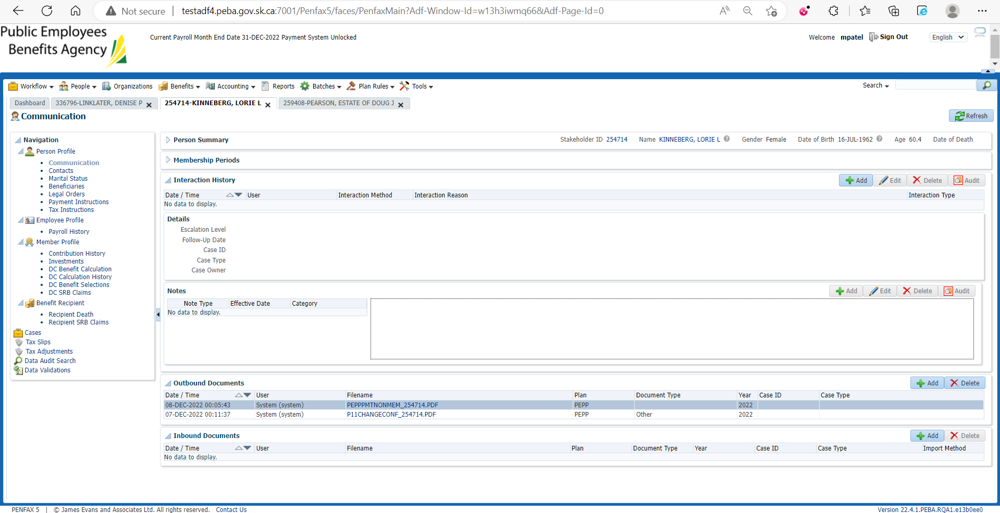 Not secure | testadf4.peba.gov.sk.ca:7001/Penfax5/faces/PenfaxMain?Adf-Window-Id=w13h3iwmq66&Adf-Page-Id=0
Public Employees
Benefits Agency
Current Payroll Month End Date 31-DEC-2022 Payment System Unlocked
Welcome mpatel Sign Out English
Workflow People Organizations Benefits Accounting Reports Batches Plan Rules Tools Search
Dashboard 336796-LINKLATER, DENISE P 254714-KINNEBERG, LORIE L 259408-PEARSON, ESTATE OF DOUG J
Communication Refresh
Navigation
Person Profile
Communication
Contacts
Marital Status
Beneficiaries
Legal Orders
Payment Instructions
Tax Instructions
Employee Profile
Payroll History
Member Profile
Contribution History
Investments
DC Benefit Calculation
DC Calculation History
DC Benefit Selections
DC SRB Claims
Benefit Recipient
Recipient Death
Recipient SRB Claims
Cases
Tax Slips
Tax Adjustments
Data Audit Search
Data Validations
Person Summary Stakeholder ID 254714 Name KINNEBERG, LORIE L Gender Female Date of Birth 16-JUL-1962 Age 60.4 Date of Death
Membership Periods
Interaction History Add Edit Delete Audit
Date / Time User Interaction Method Interaction Reason Interaction Type
No data to display.
Details
Escalation Level
Follow-Up Date
Case ID
Case Type
Case Owner
Notes Add Edit Delete Audit
Note Type Effective Date Category
No data to display.
Outbound Documents Add Delete
Date / Time User Filename Plan Document Type Year Case ID Case Type
08-DEC-2022 00:05:43 System (system) PEPPPMTNONMEM_254714.PDF PEPP 2022
07-DEC-2022 00:11:37 System (system) P11CHANGECONF_254714.PDF PEPP Other 2022
Inbound Documents Add Delete
Date / Time User Filename Plan Document Type Year Case ID Case Type Import Method
No data to display.
PENFAX 5 | © James Evans and Associates Ltd. All rights reserved. Contact Us Version 22.4.1.PEBA.RQA1.e13b0ee0